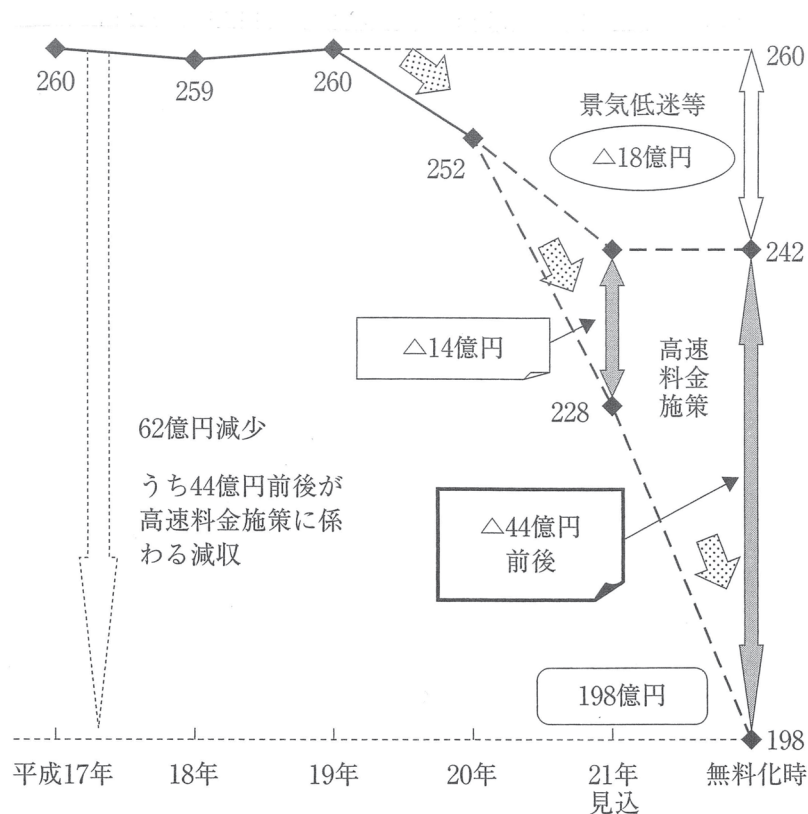 260
259
260
252
260
景気低迷等
△18億円
242
△14億円
高速
料金
施策
228
62億円減少
うち44億円前後が
高速料金施策に係
わる減収
△44億円
前後
198億円
198
平成17年
18年
19年
20年
21年
見込
無料化時